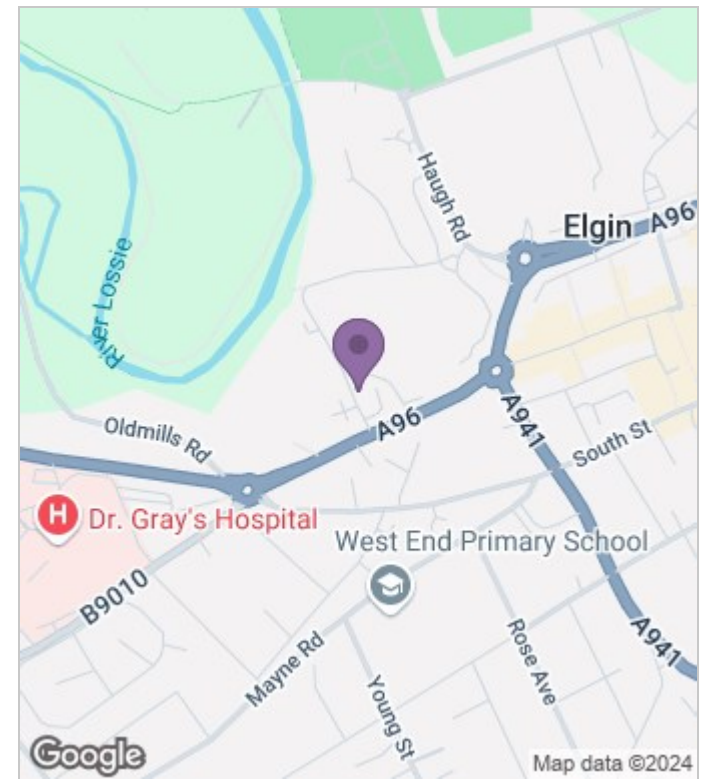 Haugh Rd
Elgin
A96
River Lossie
Oldmills Rd
A96
A941
South St
H
Dr. Gray's Hospital
West End Primary School
B9010
Mayne Rd
Rose Ave
A941
Young St
Google
Map data ©2024